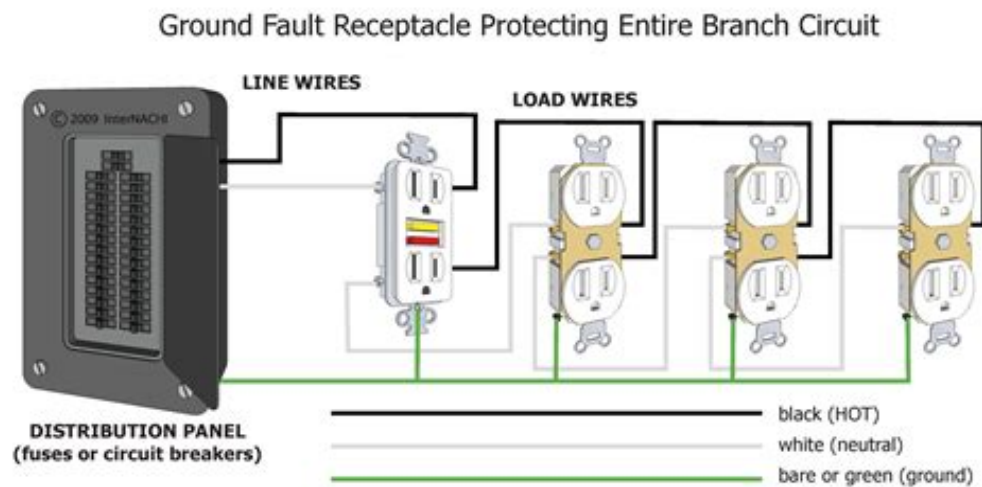 Ground Fault Receptacle Protecting Entire Branch Circuit
LINE WIRES
LOAD WIRES
© 2009 InterNACHI
DISTRIBUTION PANEL
(fuses or circuit breakers)
black (HOT)
white (neutral)
bare or green (ground)